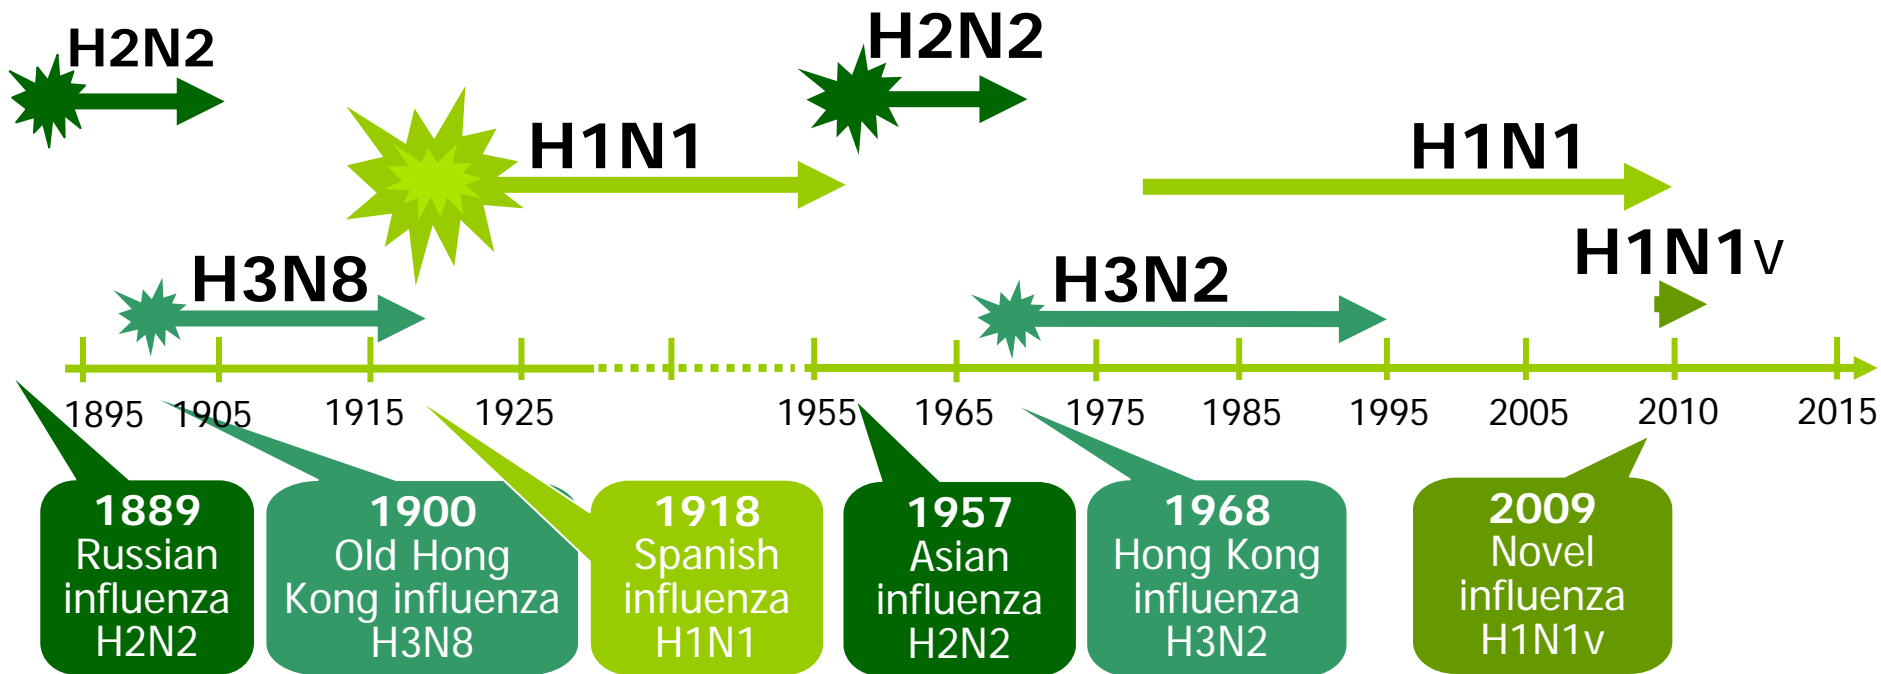 H2N2
H2N2
H1N1
H1N1
H1N1v
H3N8
H3N2
1895 1905 1915 1925 1955 1965 1975 1985 1995 2005 2010 2015
1889
Russian
influenza
H2N2
1900
Old Hong
Kong influenza
H3N8
1918
Spanish
influenza
H1N1
1957
Asian
influenza
H2N2
1968
Hong Kong
influenza
H3N2
2009
Novel
influenza
H1N1v